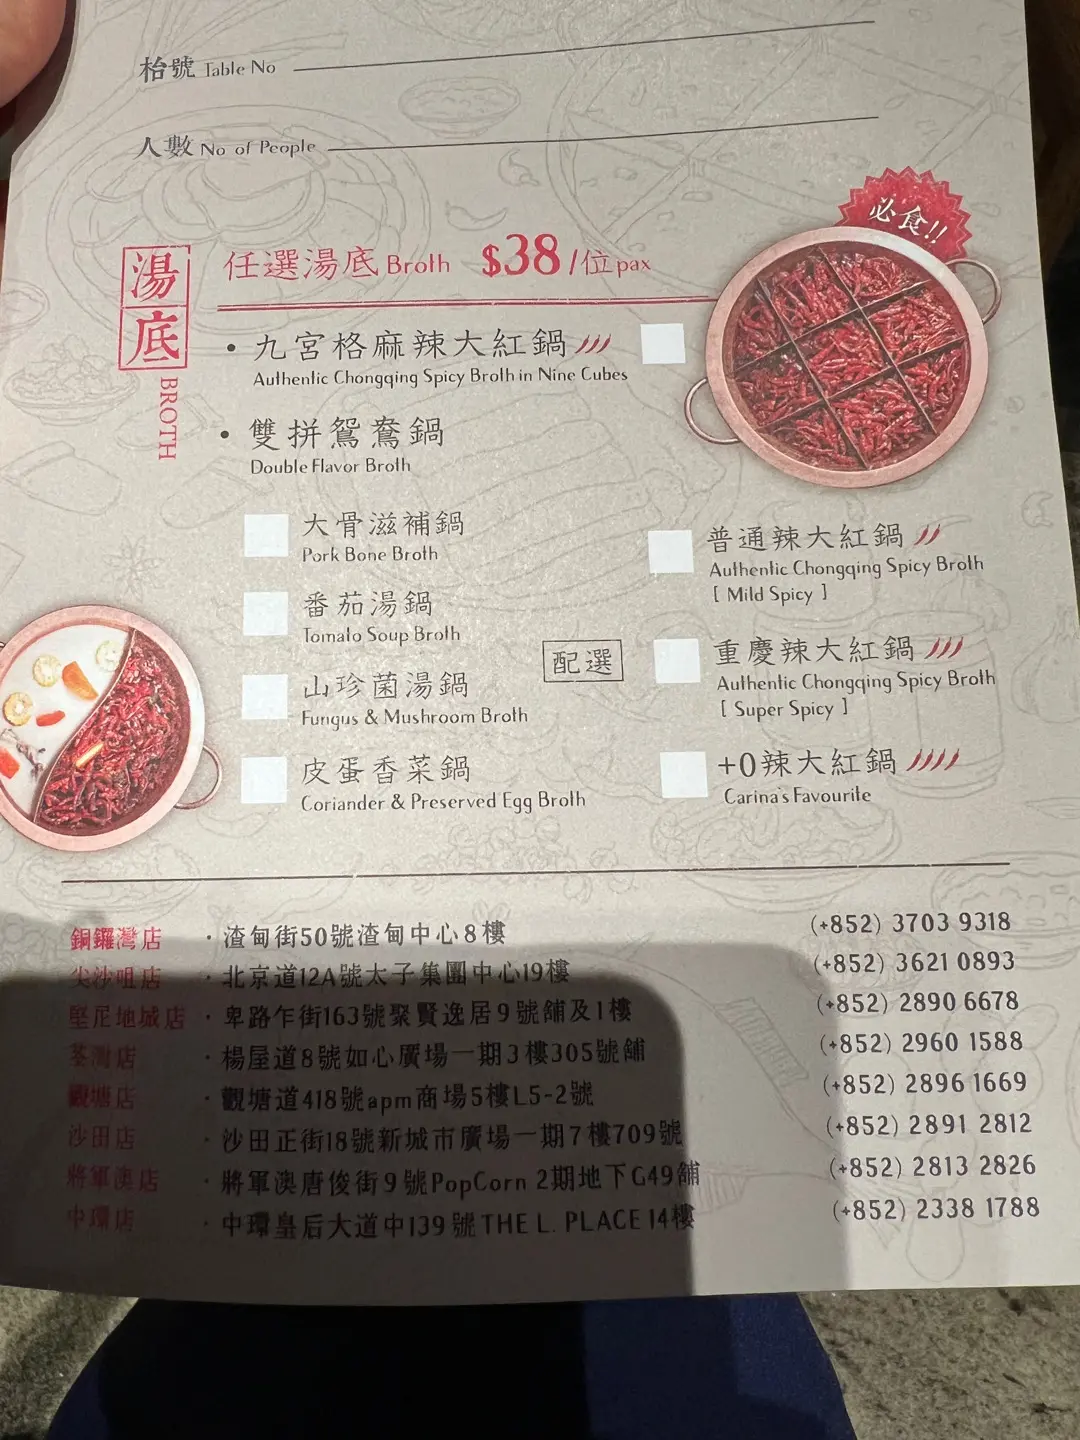 枱號 Table No
人數 No of People
必食!!
湯底 BROTH
任選湯底 Broth $38/位pax
• 九宮格麻辣大紅鍋
Authentic Chongqing Spicy Broth in Nine Cubes
• 雙拼鴛鴦鍋
Double Flavor Broth
大骨滋補鍋
Pork Bone Broth
番茄湯鍋
Tomato Soup Broth
山珍菌湯鍋
Fungus & Mushroom Broth
皮蛋香菜鍋
Coriander & Preserved Egg Broth
配選
普通辣大紅鍋
Authentic Chongqing Spicy Broth
[ Mild Spicy ]
重慶辣大紅鍋
Authentic Chongqing Spicy Broth
[ Super Spicy ]
+0辣大紅鍋
Carina's Favourite
銅鑼灣店 · 渣甸街50號渣甸中心8樓 (+852) 3703 9318
尖沙咀店 · 北京道12A號太子集團中心19樓 (+852) 3621 0893
堅尼地城店 · 卑路乍街163號聚賢逸居9號舖及1樓 (+852) 2890 6678
荃灣店 · 楊屋道8號如心廣場一期3樓305號舖 (+852) 2960 1588
觀塘店 · 觀塘道418號apm商場5樓L5-2號 (+852) 2896 1669
沙田店 · 沙田正街18號新城市廣場一期7樓709號 (+852) 2891 2812
將軍澳店 · 將軍澳唐俊街9號PopCorn 2期地下G49舖 (+852) 2813 2826
中環店 · 中環皇后大道中139號THE L. PLACE 14樓 (+852) 2338 1788